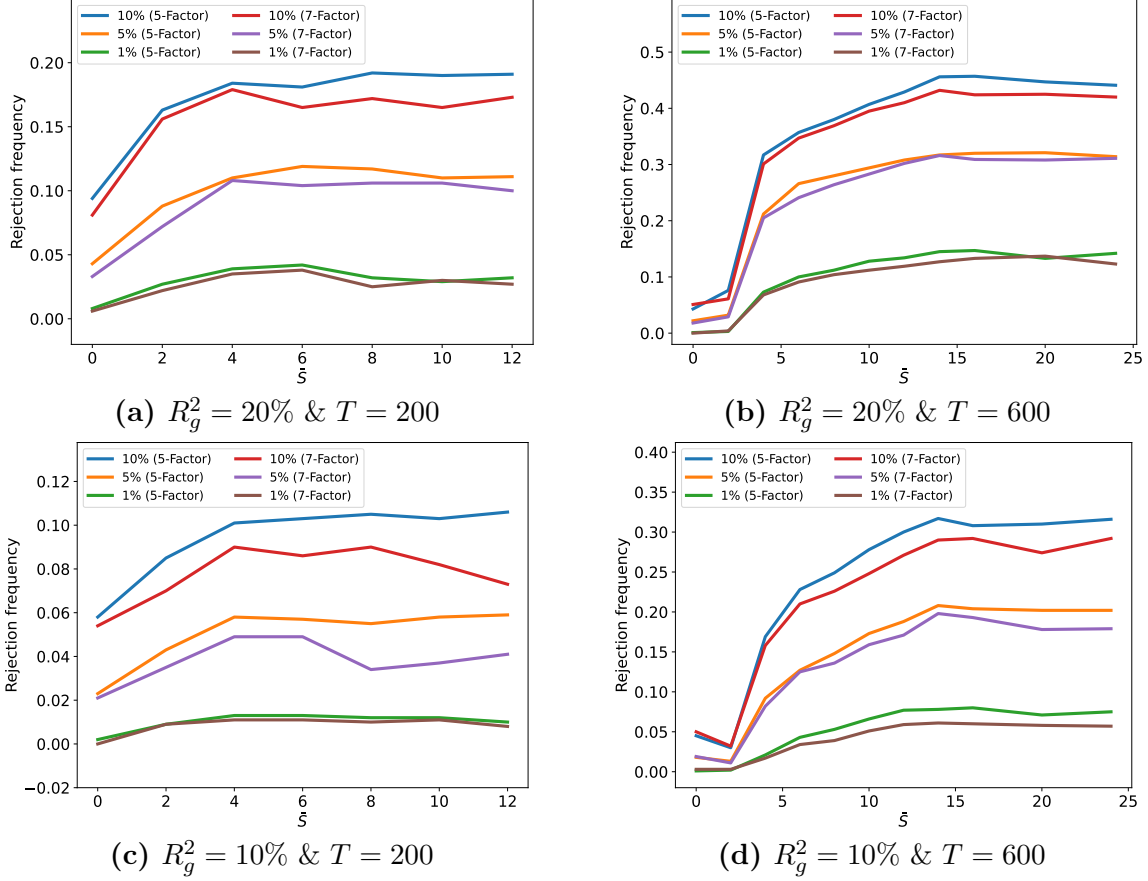 10% (5-Factor) 10% (7-Factor)
5% (5-Factor) 5% (7-Factor)
1% (5-Factor) 1% (7-Factor)
Rejection frequency
0.20
0.15
0.10
0.05
0.00
0 2 4 6 8 10 12
S̄
(a) R_g^2 = 20% & T = 200
10% (5-Factor) 10% (7-Factor)
5% (5-Factor) 5% (7-Factor)
1% (5-Factor) 1% (7-Factor)
Rejection frequency
0.5
0.4
0.3
0.2
0.1
0.0
0 5 10 15 20 25
S̄
(b) R_g^2 = 20% & T = 600
10% (5-Factor) 10% (7-Factor)
5% (5-Factor) 5% (7-Factor)
1% (5-Factor) 1% (7-Factor)
Rejection frequency
0.12
0.10
0.08
0.06
0.04
0.02
0.00
−0.02
0 2 4 6 8 10 12
S̄
(c) R_g^2 = 10% & T = 200
10% (5-Factor) 10% (7-Factor)
5% (5-Factor) 5% (7-Factor)
1% (5-Factor) 1% (7-Factor)
Rejection frequency
0.40
0.35
0.30
0.25
0.20
0.15
0.10
0.05
0.00
0 5 10 15 20 25
S̄
(d) R_g^2 = 10% & T = 600